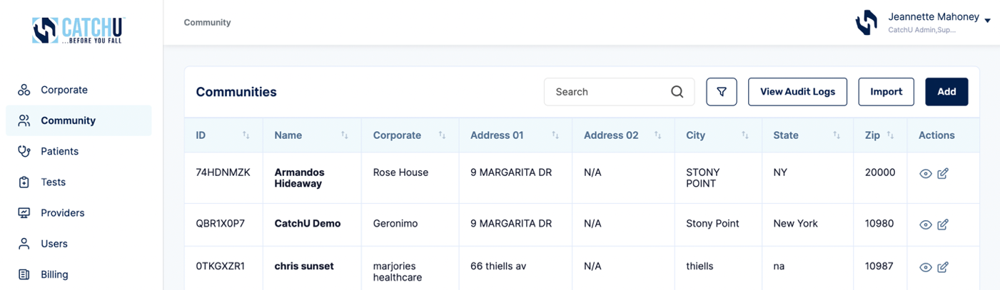 CATCHU
...BEFORE YOU FALL
Corporate
Community
Patients
Tests
Providers
Users
Billing
Community
Jeannette Mahoney
CatchU Admin,Sup...
Communities
Search
View Audit Logs
Import
Add
ID Name Corporate Address 01 Address 02 City State Zip Actions
74HDNMZK Armandos Rose House 9 MARGARITA DR N/A STONY NY 20000
Hideaway POINT
QBR1X0P7 CatchU Demo Geronimo 9 MARGARITA DR N/A Stony Point New York 10980
0TKGXZR1 chris sunset marjories 66 thiells av N/A thiells na 10987
healthcare